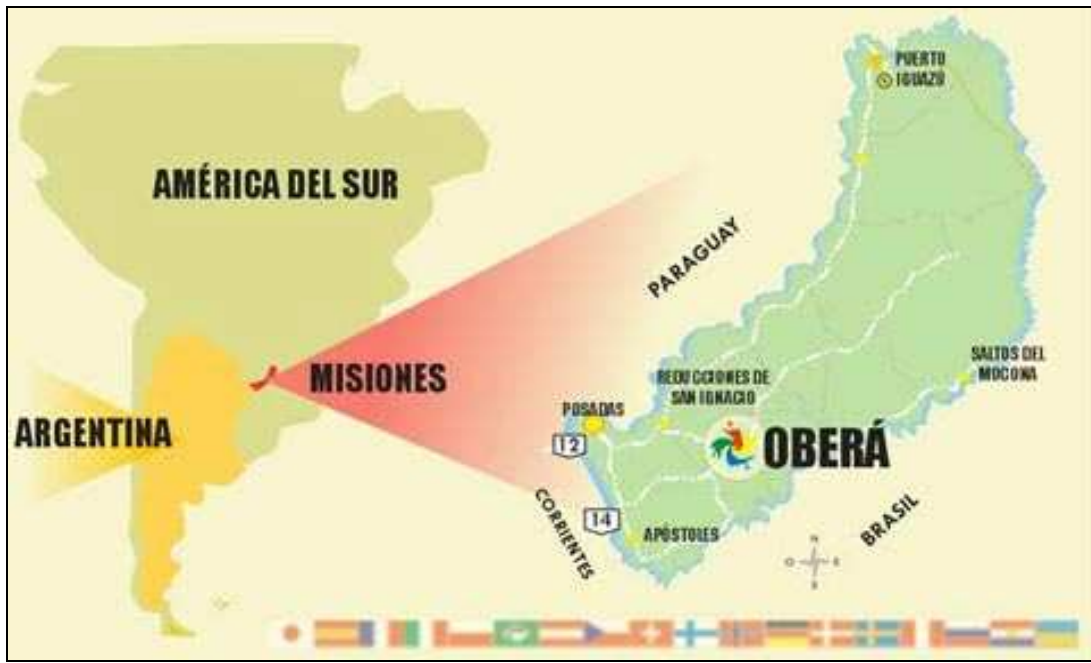 AMÉRICA DEL SUR
MISIONES
ARGENTINA
PUERTO
IGUAZÚ
PARAGUAY
SALTOS DEL
MOCONA
REDUCCIONES DE
SAN IGNACIO
POSADAS
12
OBERÁ
14
CORRIENTES
APÓSTOLES
BRASIL
N
O E
S